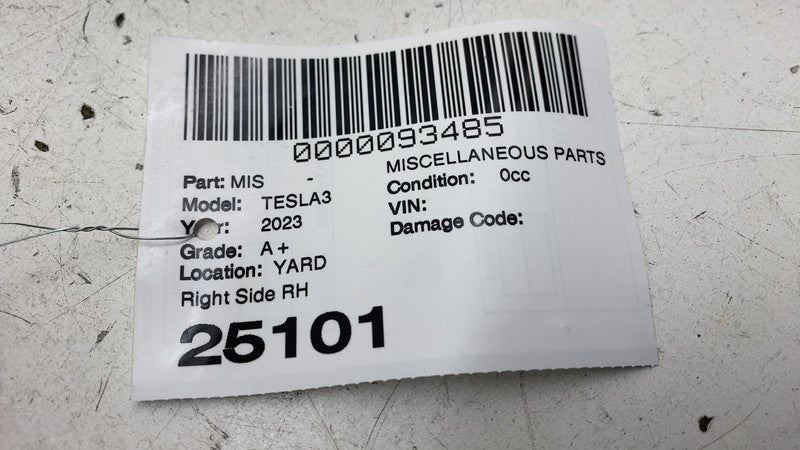 0000093485
Part: MIS -
MISCELLANEOUS PARTS
Model: TESLA3
Condition: 0cc
Year: 2023
VIN:
Grade: A+
Damage Code:
Location: YARD
Right Side RH
25101